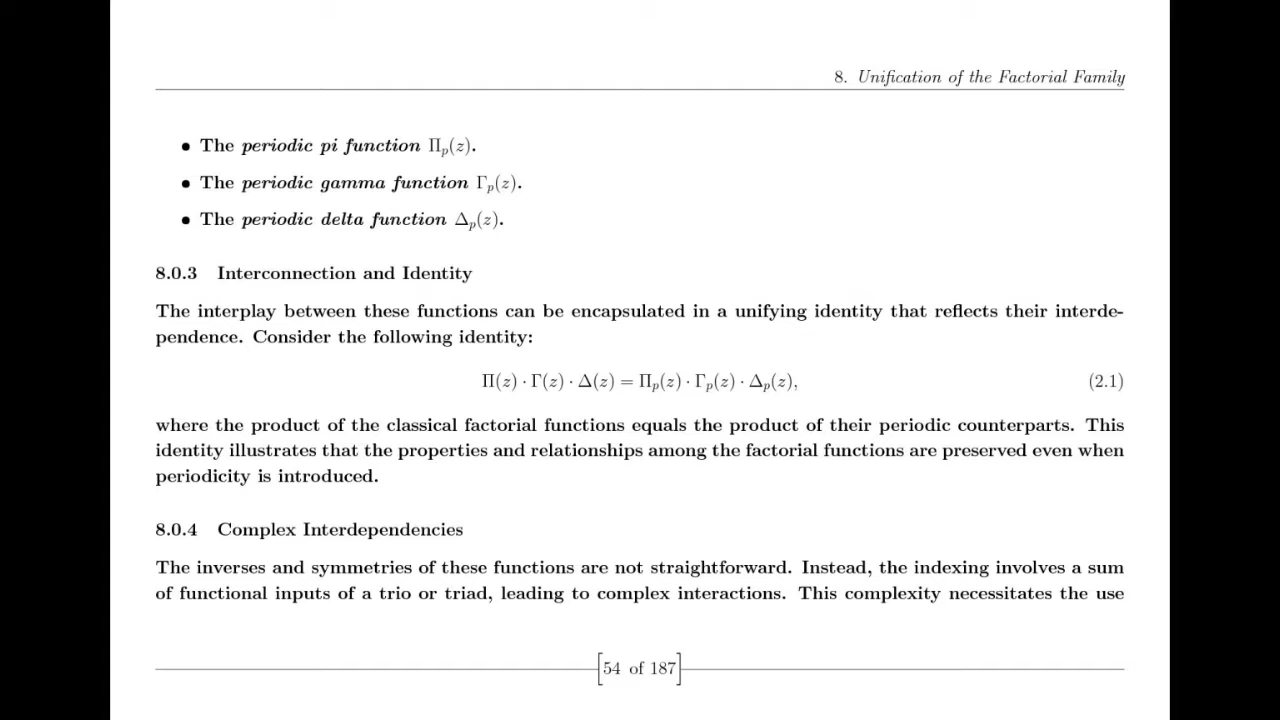 8. Unification of the Factorial Family
• The periodic pi function Πₚ(z).
• The periodic gamma function Γₚ(z).
• The periodic delta function Δₚ(z).
8.0.3 Interconnection and Identity
The interplay between these functions can be encapsulated in a unifying identity that reflects their interde-
pendence. Consider the following identity:
Π(z) · Γ(z) · Δ(z) = Πₚ(z) · Γₚ(z) · Δₚ(z), (2.1)
where the product of the classical factorial functions equals the product of their periodic counterparts. This
identity illustrates that the properties and relationships among the factorial functions are preserved even when
periodicity is introduced.
8.0.4 Complex Interdependencies
The inverses and symmetries of these functions are not straightforward. Instead, the indexing involves a sum
of functional inputs of a trio or triad, leading to complex interactions. This complexity necessitates the use
[54 of 187]